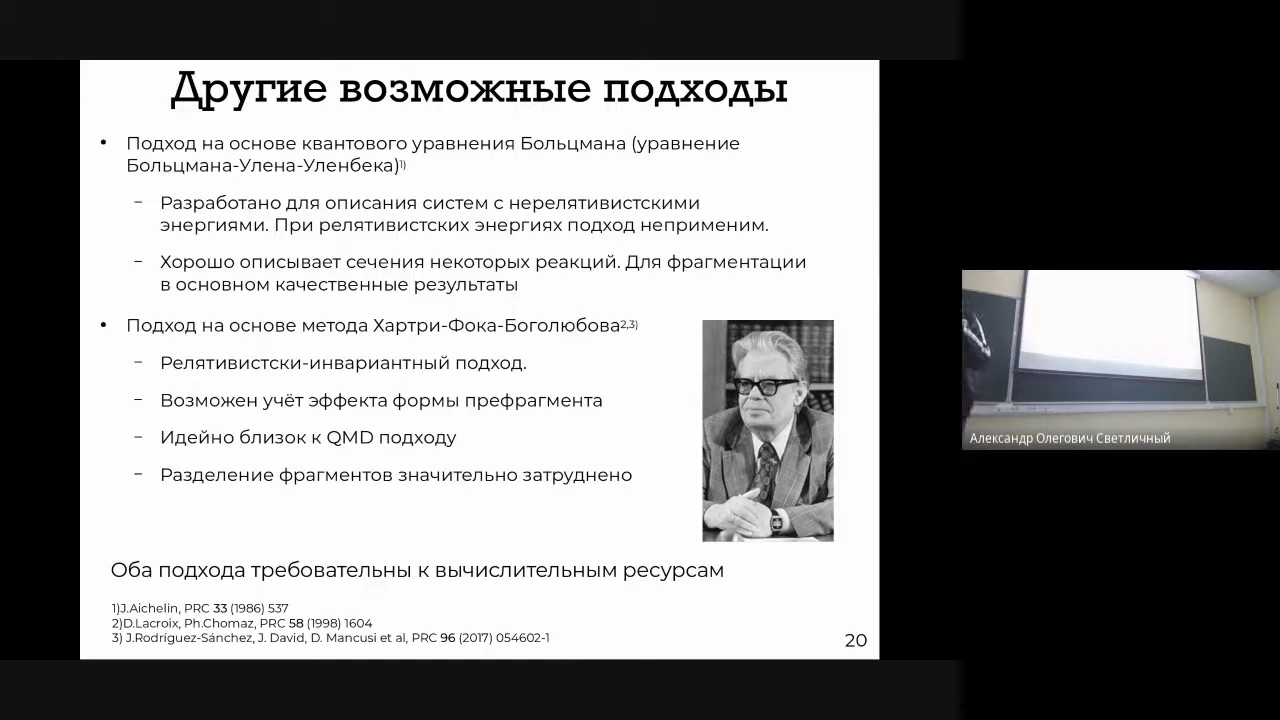 Другие возможные подходы
• Подход на основе квантового уравнения Больцмана (уравнение
Больцмана-Улена-Уленбека)1)
– Разработано для описания систем с нерелятивистскими
энергиями. При релятивистских энергиях подход неприменим.
– Хорошо описывает сечения некоторых реакций. Для фрагментации
в основном качественные результаты
• Подход на основе метода Хартри-Фока-Боголюбова2,3)
– Релятивистски-инвариантный подход.
– Возможен учёт эффекта формы префрагмента
– Идейно близок к QMD подходу
– Разделение фрагментов значительно затруднено
Оба подхода требовательны к вычислительным ресурсам
1)J.Aichelin, PRC 33 (1986) 537
2)D.Lacroix, Ph.Chomaz, PRC 58 (1998) 1604
3) J.Rodríguez-Sánchez, J. David, D. Mancusi et al, PRC 96 (2017) 054602-1
20
Александр Олегович Светличный